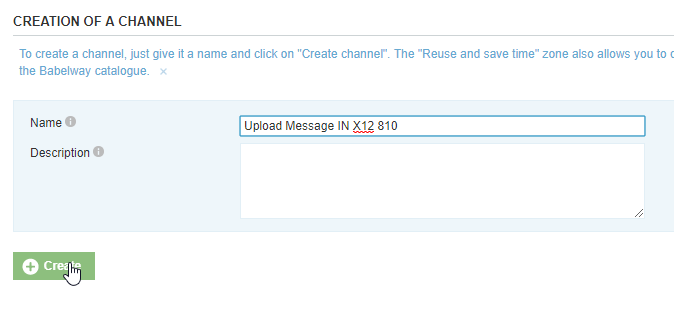 CREATION OF A CHANNEL
To create a channel, just give it a name and click on "Create channel". The "Reuse and save time" zone also allows you to
the Babelway catalogue. ×
Name
Upload Message IN X12 810
Description
Create